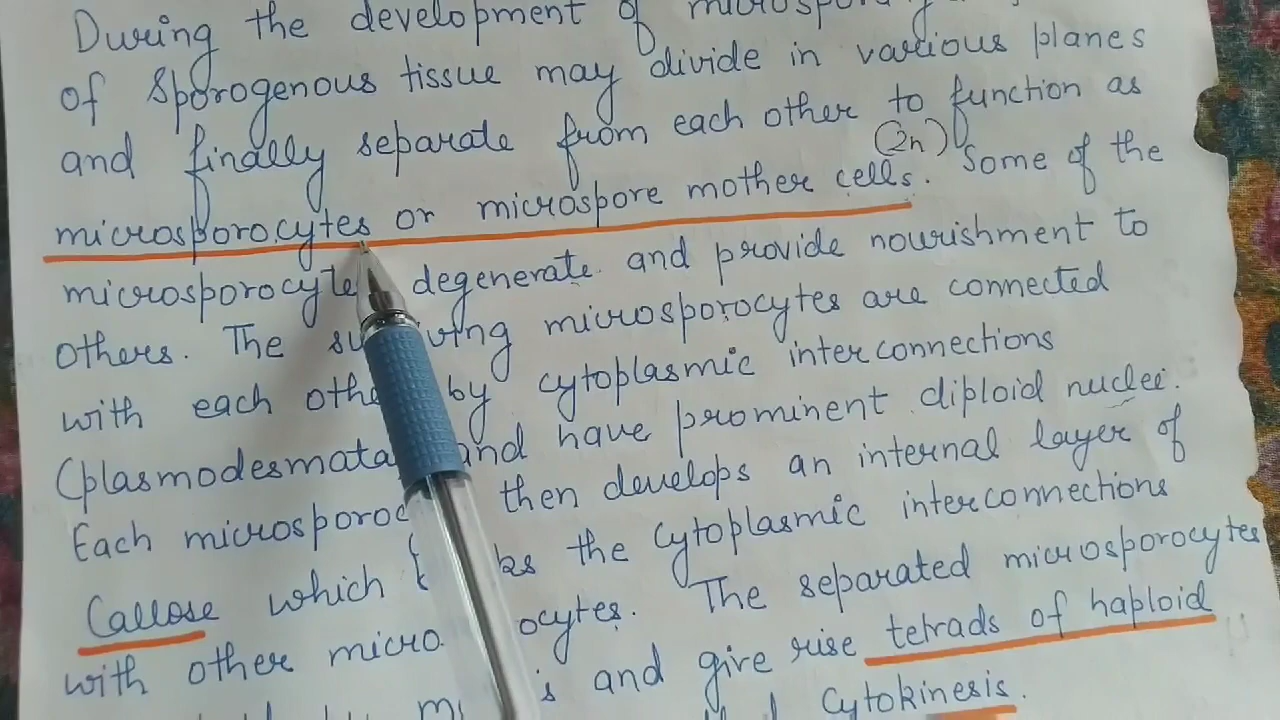 During the development of
of Sporogenous tissue may divide in various planes
and finally separate from each other to function as
(2n)
microsporocytes or microspore mother cells. Some of the
microsporocyte degenerate and provide nourishment to
others. The microsporocytes are connected
with each othe by cytoplasmic interconnections
(plasmodesmata and have prominent diploid nuclei.
Each microsporoc then develops an internal layer of
Callose which the cytoplasmic interconnections
with other micro ocytes. The separated microsporocytes
s and give rise tetrads of haploid
Cytokinesis.